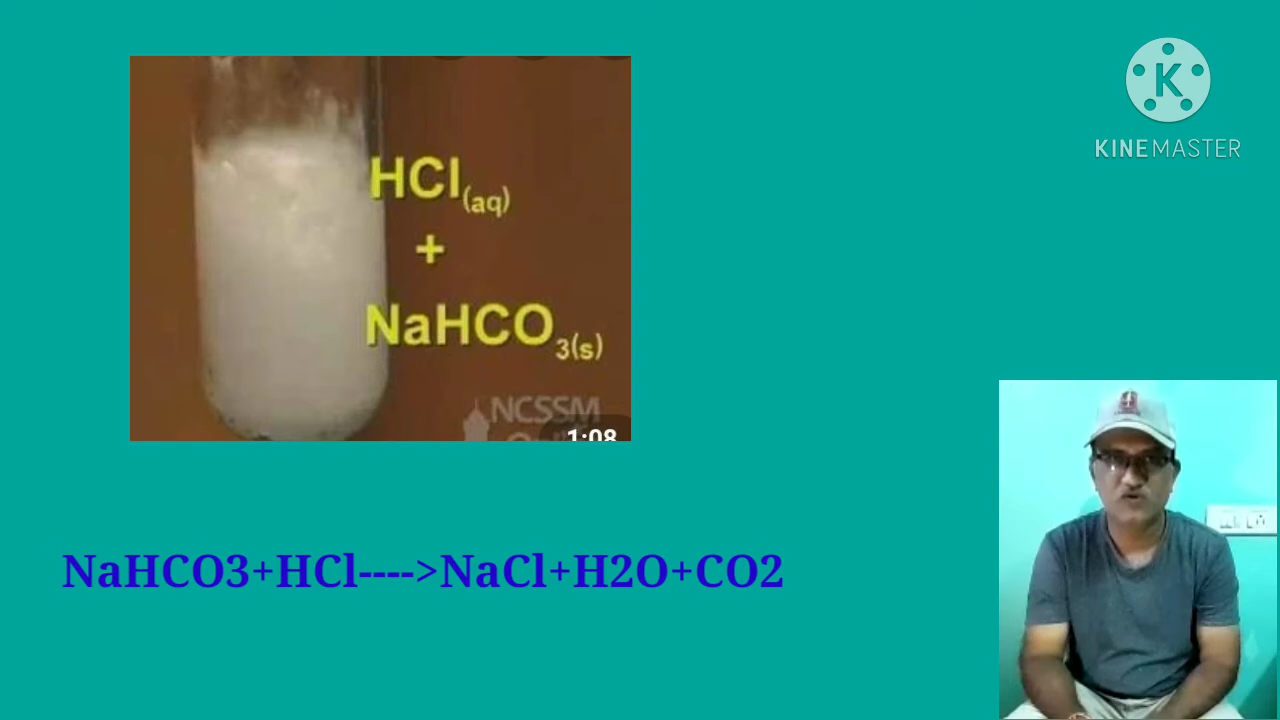 KINEMASTER
HCl(aq)
+
NaHCO3(s)
NCSSM
1:08
NaHCO3+HCl---->NaCl+H2O+CO2